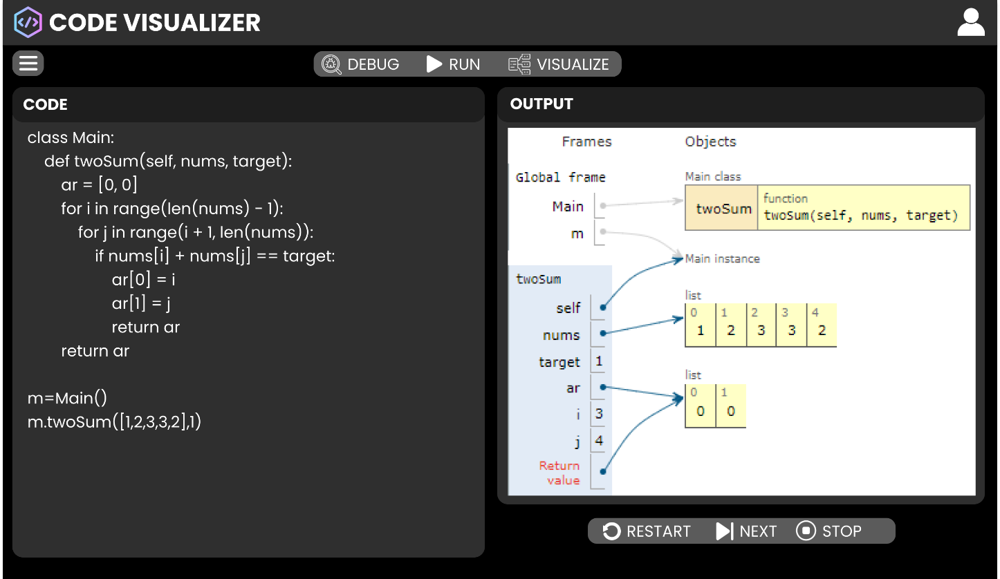 CODE VISUALIZER
DEBUG RUN VISUALIZE
CODE
class Main:
def twoSum(self, nums, target):
ar = [0, 0]
for i in range(len(nums) - 1):
for j in range(i + 1, len(nums)):
if nums[i] + nums[j] == target:
ar[0] = i
ar[1] = j
return ar
return ar
m=Main()
m.twoSum([1,2,3,3,2],1)
OUTPUT
Frames Objects
Global frame
Main
m
Main class
twoSum
function
twoSum(self, nums, target)
Main instance
twoSum
self
nums
target 1
ar
i 3
j 4
Return
value
list
0 1 2 3 4
1 2 3 3 2
list
0 1
0 0
RESTART NEXT STOP